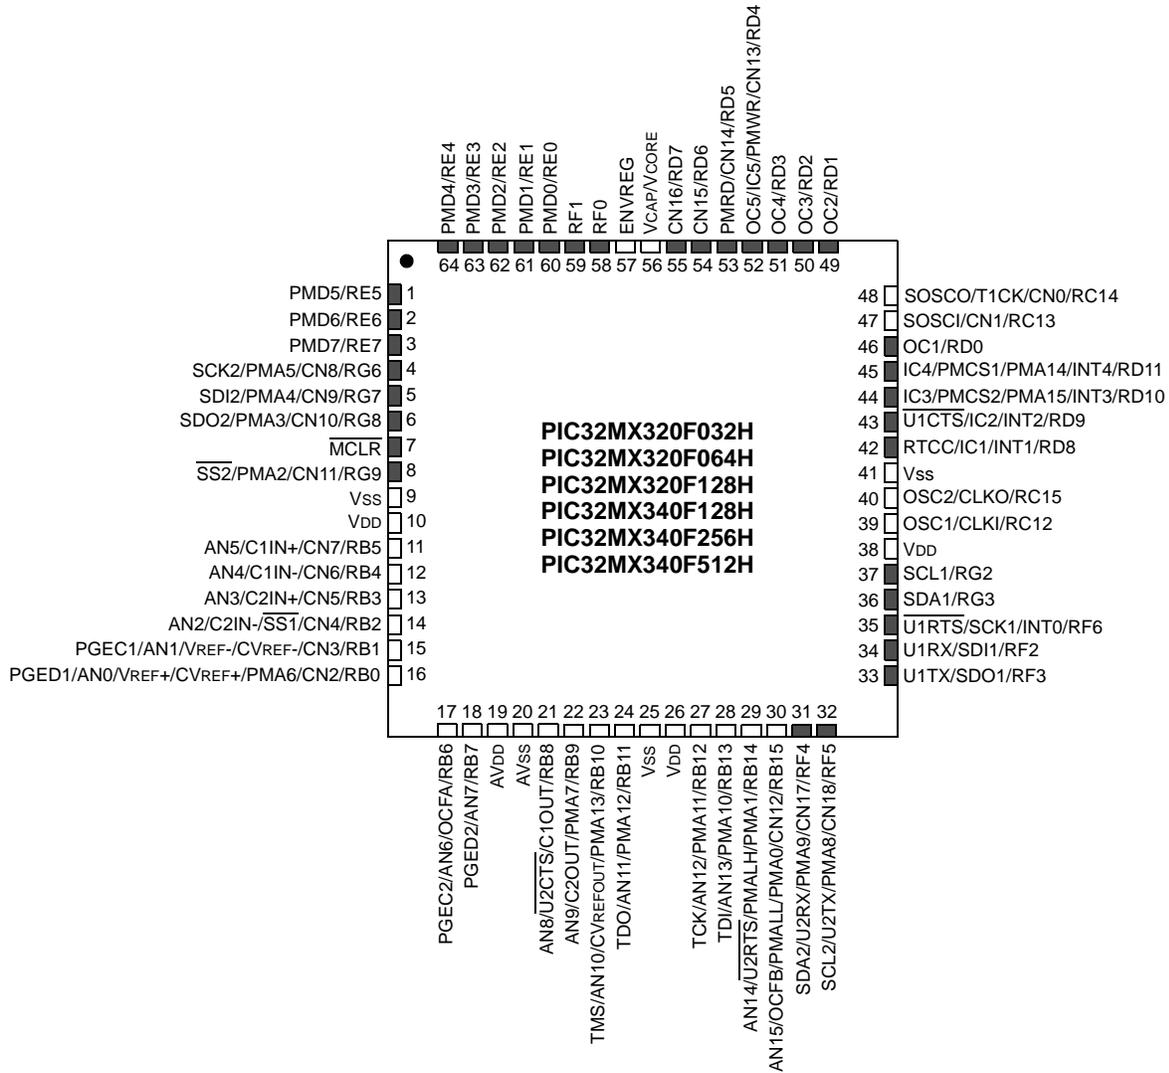 PMD4/RE4
PMD3/RE3
PMD2/RE2
PMD1/RE1
PMD0/RE0
RF1
RF0
ENVREG
VCAP/VCORE
CN16/RD7
CN15/RD6
PMRD/CN14/RD5
OC5/IC5/PMWR/CN13/RD4
OC4/RD3
OC3/RD2
OC2/RD1
64 63 62 61 60 59 58 57 56 55 54 53 52 51 50 49
PMD5/RE5 1
PMD6/RE6 2
PMD7/RE7 3
SCK2/PMA5/CN8/RG6 4
SDI2/PMA4/CN9/RG7 5
SDO2/PMA3/CN10/RG8 6
MCLR 7
SS2/PMA2/CN11/RG9 8
VSS 9
VDD 10
AN5/C1IN+/CN7/RB5 11
AN4/C1IN-/CN6/RB4 12
AN3/C2IN+/CN5/RB3 13
AN2/C2IN-/SS1/CN4/RB2 14
PGEC1/AN1/VREF-/CVREF-/CN3/RB1 15
PGED1/AN0/VREF+/CVREF+/PMA6/CN2/RB0 16
PIC32MX320F032H
PIC32MX320F064H
PIC32MX320F128H
PIC32MX340F128H
PIC32MX340F256H
PIC32MX340F512H
48 SOSCO/T1CK/CN0/RC14
47 SOSCI/CN1/RC13
46 OC1/RD0
45 IC4/PMCS1/PMA14/INT4/RD11
44 IC3/PMCS2/PMA15/INT3/RD10
43 U1CTS/IC2/INT2/RD9
42 RTCC/IC1/INT1/RD8
41 Vss
40 OSC2/CLKO/RC15
39 OSC1/CLKI/RC12
38 VDD
37 SCL1/RG2
36 SDA1/RG3
35 U1RTS/SCK1/INT0/RF6
34 U1RX/SDI1/RF2
33 U1TX/SDO1/RF3
17 18 19 20 21 22 23 24 25 26 27 28 29 30 31 32
PGEC2/AN6/OCFA/RB6
PGED2/AN7/RB7
AVDD
AVSS
AN8/U2CTS/C1OUT/RB8
AN9/C2OUT/PMA7/RB9
TMS/AN10/CVREFOUT/PMA13/RB10
TDO/AN11/PMA12/RB11
VSS
VDD
TCK/AN12/PMA11/RB12
TDI/AN13/PMA10/RB13
AN14/U2RTS/PMALH/PMA1/RB14
AN15/OCFB/PMALL/PMA0/CN12/RB15
SDA2/U2RX/PMA9/CN17/RF4
SCL2/U2TX/PMA8/CN18/RF5